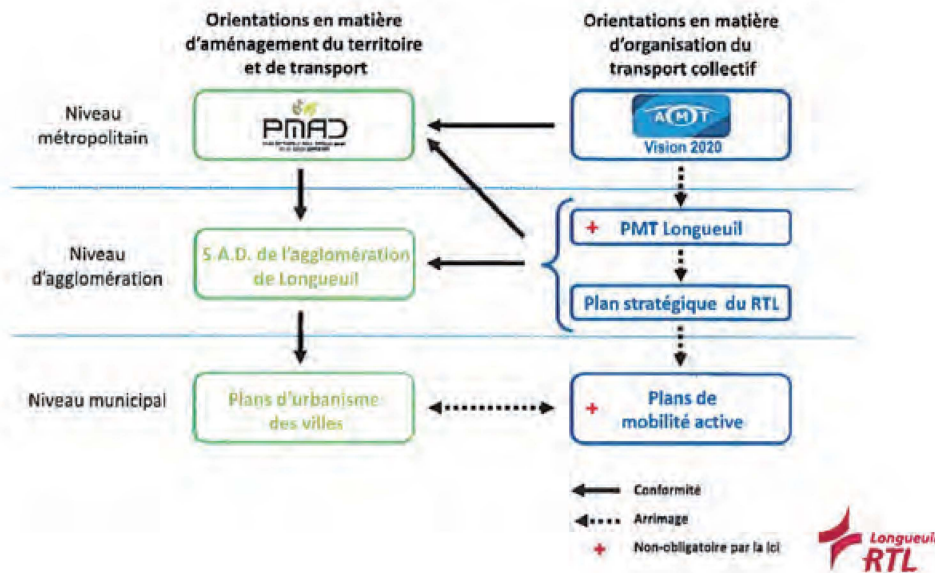 Orientations en matière
d'aménagement du territoire
et de transport
Orientations en matière
d'organisation du
transport collectif
Niveau
métropolitain
PMAD
AMT
Vision 2020
Niveau
d'agglomération
S.A.D. de l'agglomération
de Longueuil
+ PMT Longueuil
Plan stratégique du RTL
Niveau municipal
Plans d'urbanisme
des villes
+ Plans de
mobilité active
Conformité
Arrimage
+ Non-obligatoire par la loi
Longueuil
RTL